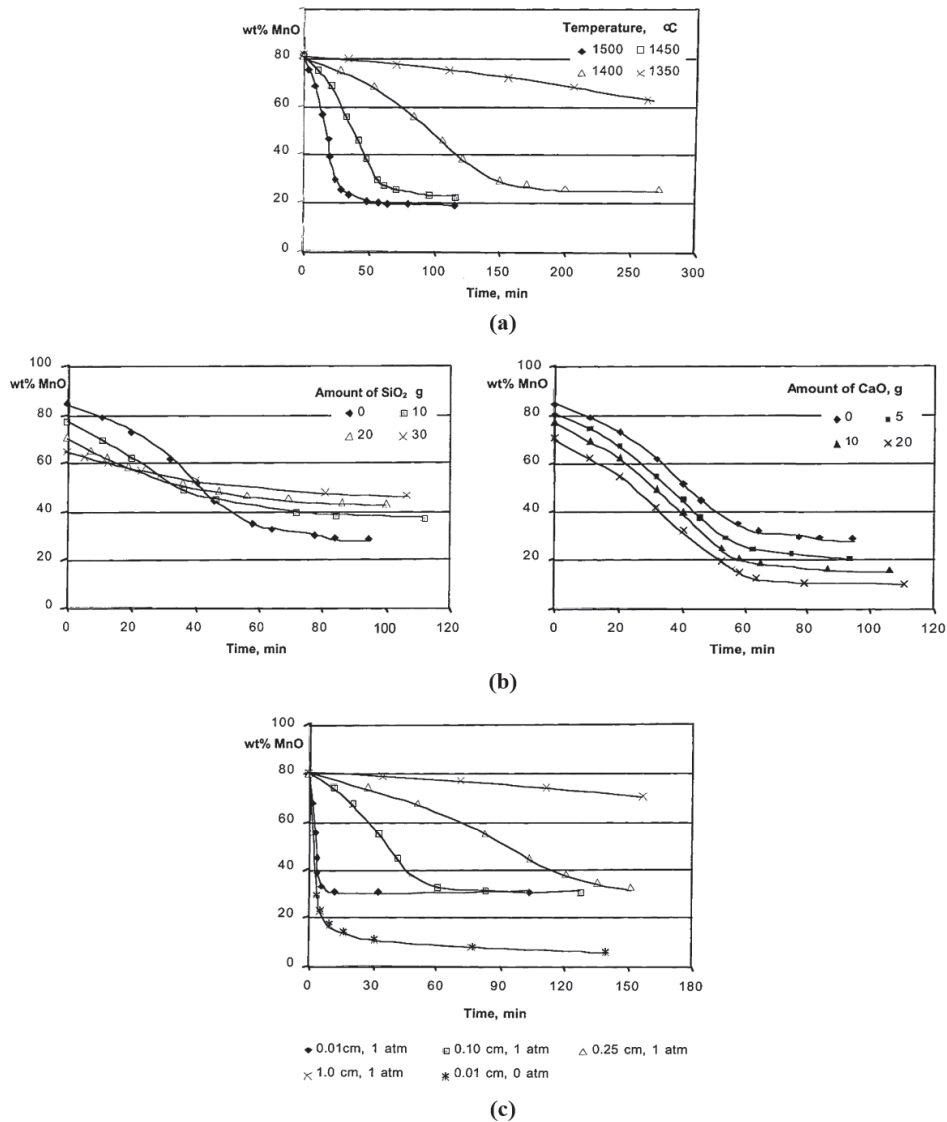 wt% MnO
Temperature, ºC
1500 1450
1400 1350
80
60
40
20
0
0 50 100 150 200 250 300
Time, min
(a)
100
wt% MnO
80
60
40
20
0
Amount of SiO₂ g
0 10
20 30
0 20 40 60 80 100 120
Time, min
100
wt% MnO
80
60
40
20
0
Amount of CaO, g
0 5
10 20
0 20 40 60 80 100 120
Time, min
(b)
100
wt% MnO
80
60
40
20
0
0 30 60 90 120 150 180
Time, min
0.01cm, 1 atm 0.10 cm, 1 atm 0.25 cm, 1 atm
1.0 cm, 1 atm 0.01 cm, 0 atm
(c)